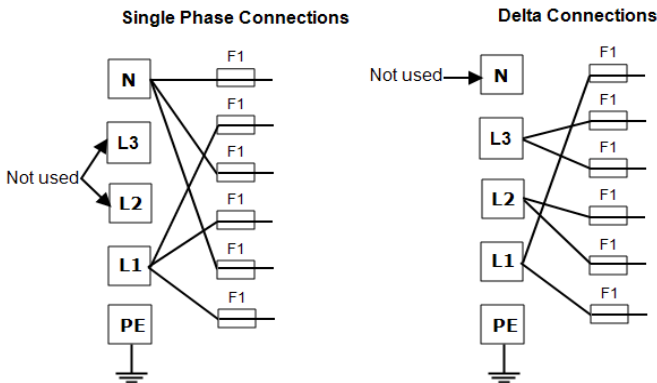 Single Phase Connections
F1
N
F1
L3
F1
Not used
L2
F1
F1
L1
F1
PE
Delta Connections
F1
Not used
N
F1
L3
F1
L2
F1
F1
L1
F1
PE